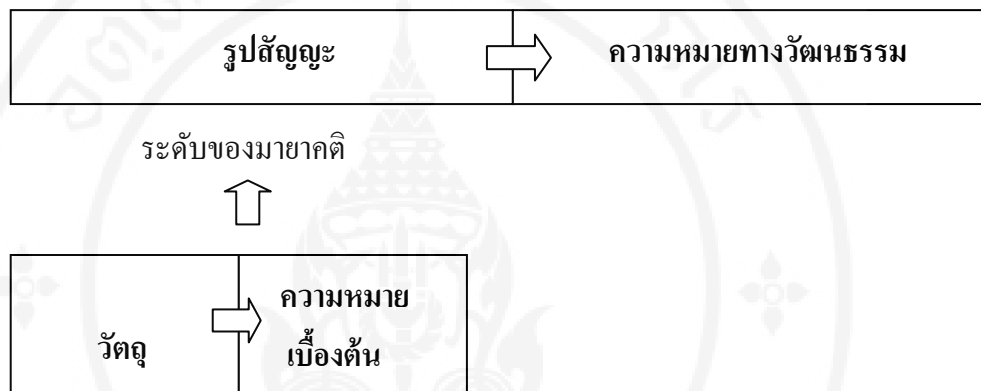 รูปสัญญะ ความหมายทางวัฒนธรรม
ระดับของมายาคติ
วัตถุ
ความหมาย
เบื้องต้น